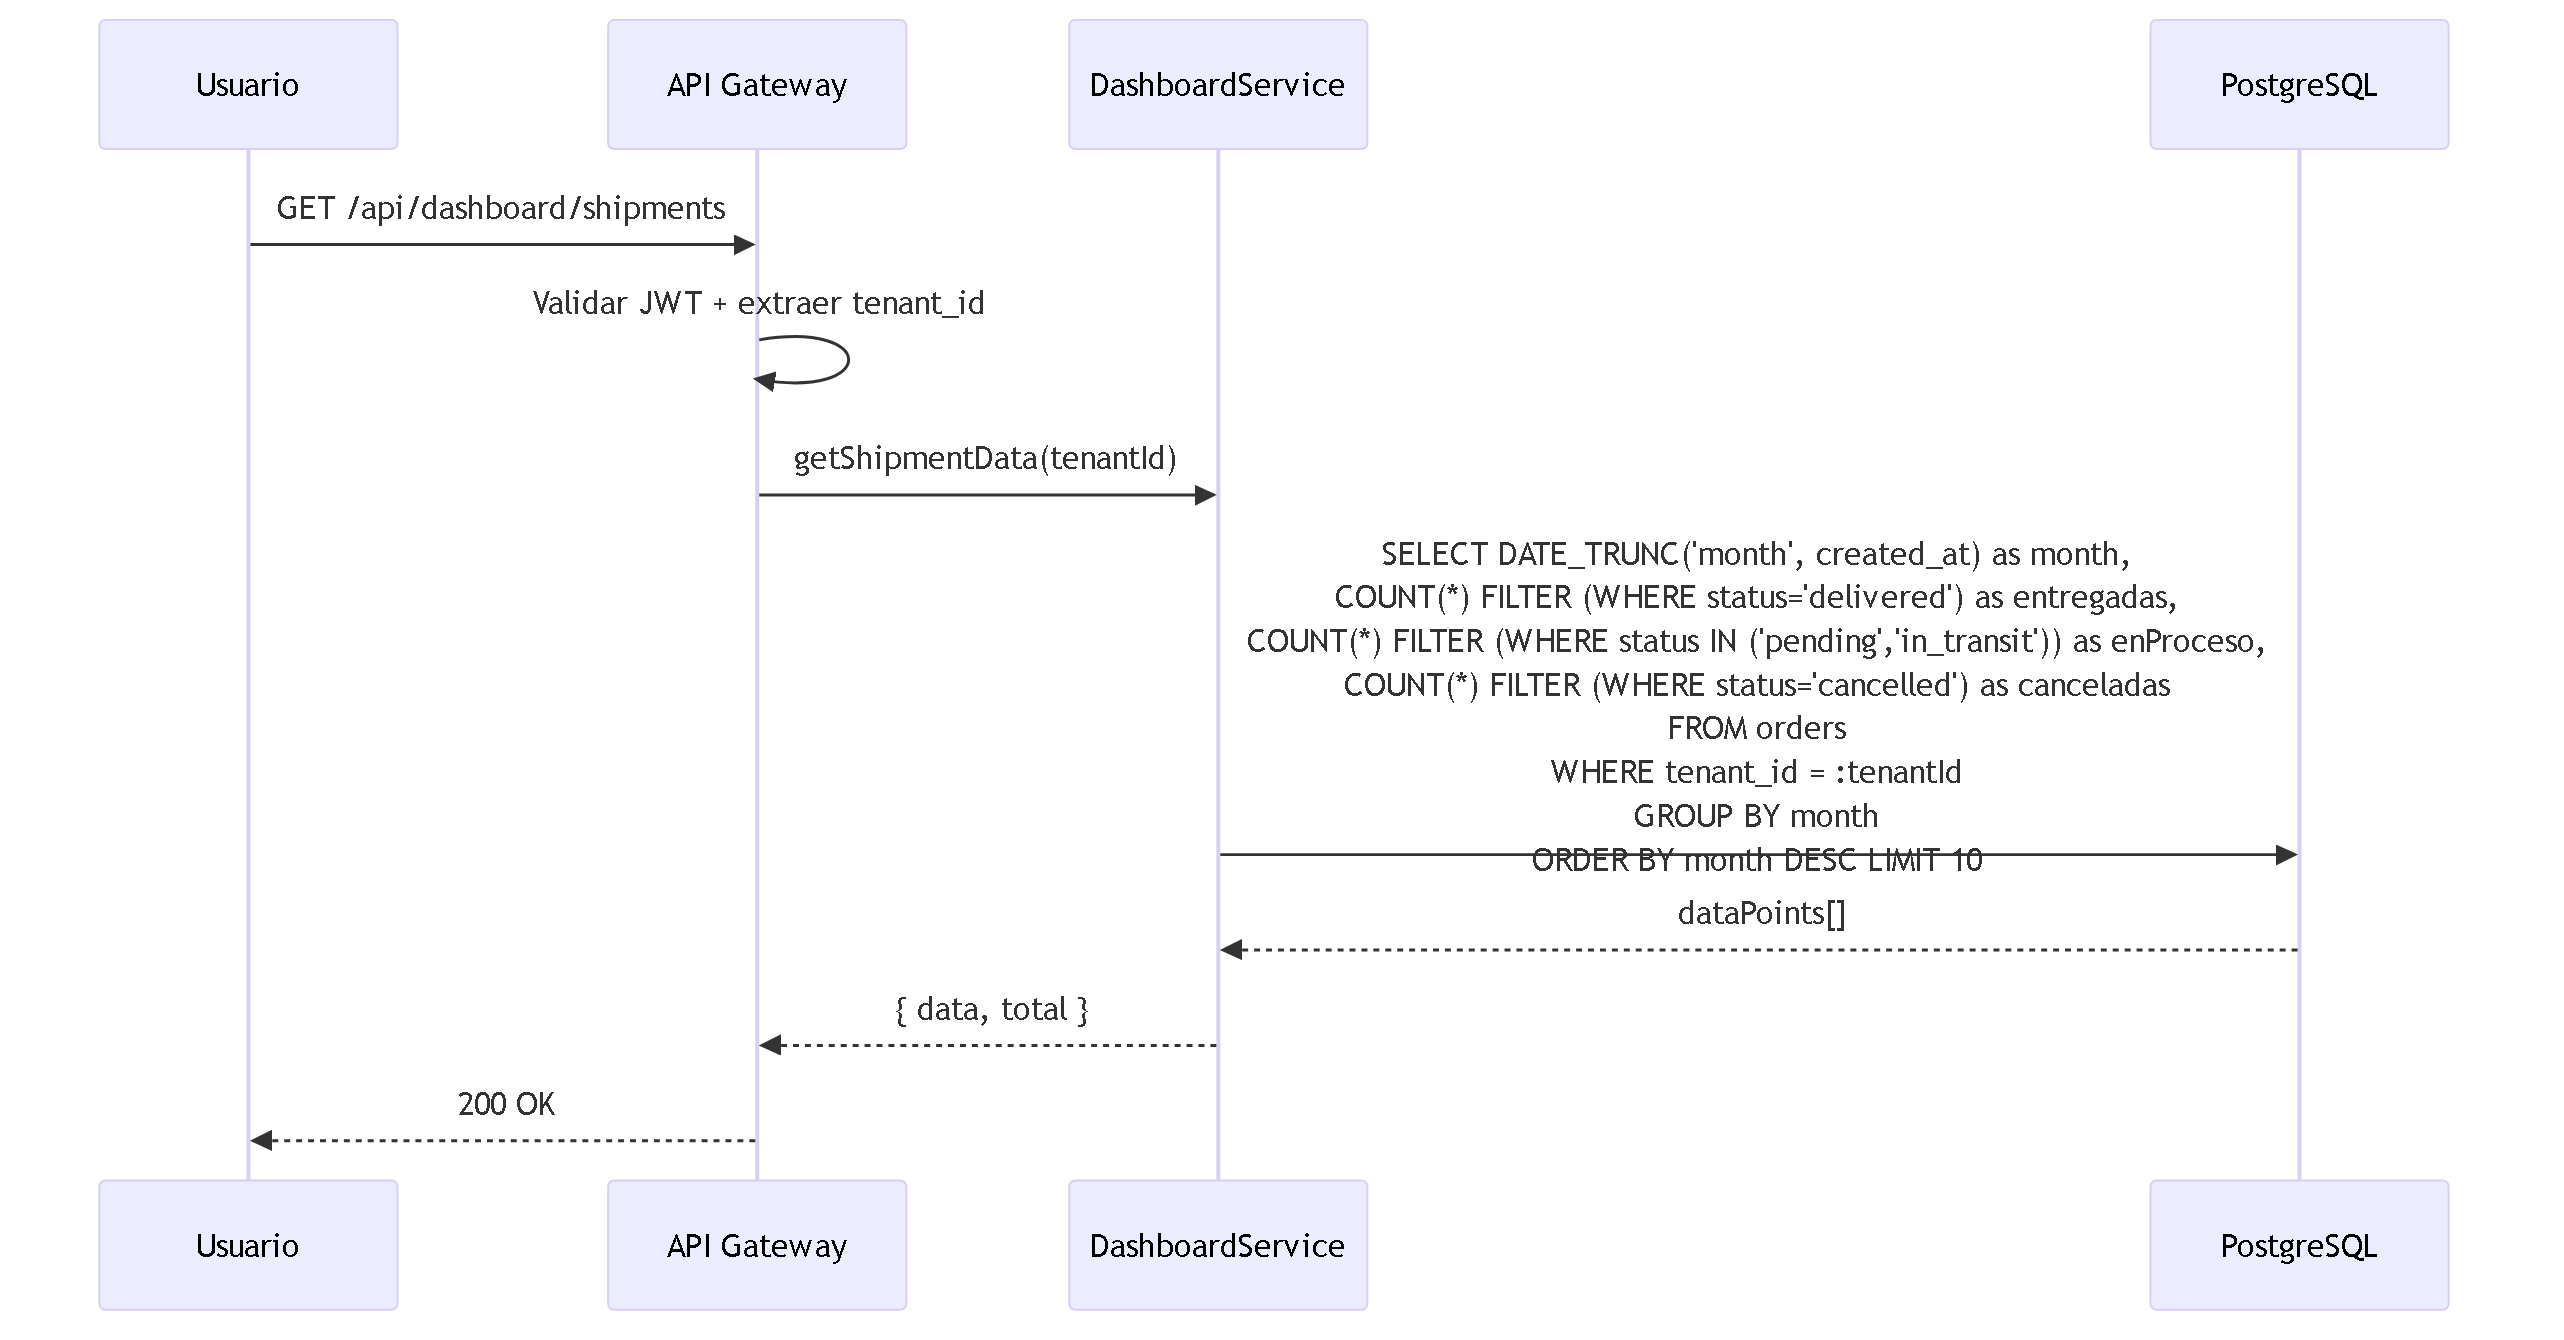 Usuario
API Gateway
DashboardService
PostgreSQL
GET /api/dashboard/shipments
Validar JWT + extraer tenant_id
getShipmentData(tenantId)
SELECT DATE_TRUNC('month', created_at) as month,
COUNT(*) FILTER (WHERE status='delivered') as entregadas,
COUNT(*) FILTER (WHERE status IN ('pending','in_transit')) as enProceso,
COUNT(*) FILTER (WHERE status='cancelled') as canceladas
FROM orders
WHERE tenant_id = :tenantId
GROUP BY month
ORDER BY month DESC LIMIT 10
dataPoints[]
{ data, total }
200 OK
Usuario
API Gateway
DashboardService
PostgreSQL